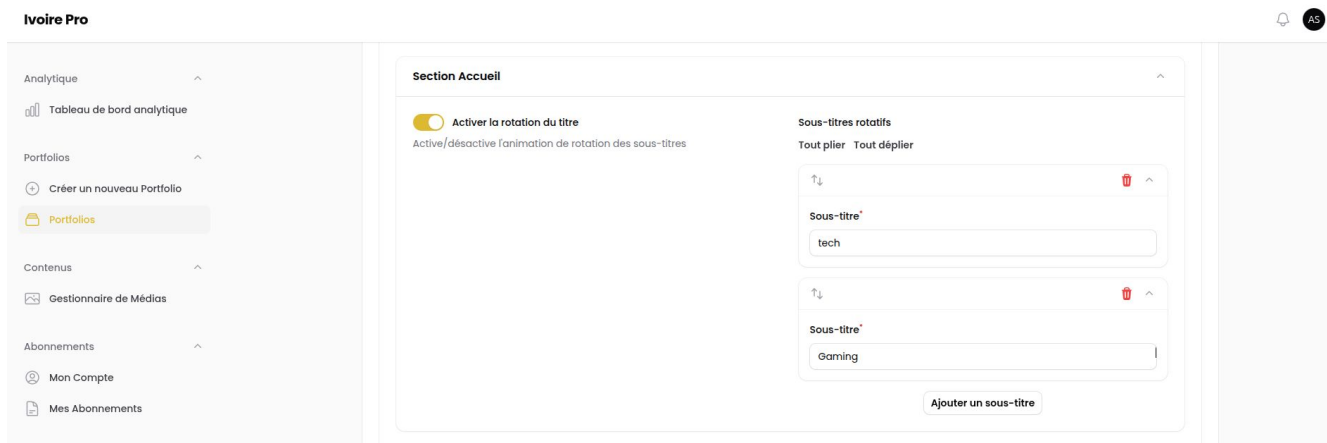 Ivoire Pro
AS
Analytique
Tableau de bord analytique
Portfolios
Créer un nouveau Portfolio
Portfolios
Contenus
Gestionnaire de Médias
Abonnements
Mon Compte
Mes Abonnements
Section Accueil
Activer la rotation du titre
Active/désactive l'animation de rotation des sous-titres
Sous-titres rotatifs
Tout plier Tout déplier
Sous-titre*
tech
Sous-titre*
Gaming
Ajouter un sous-titre